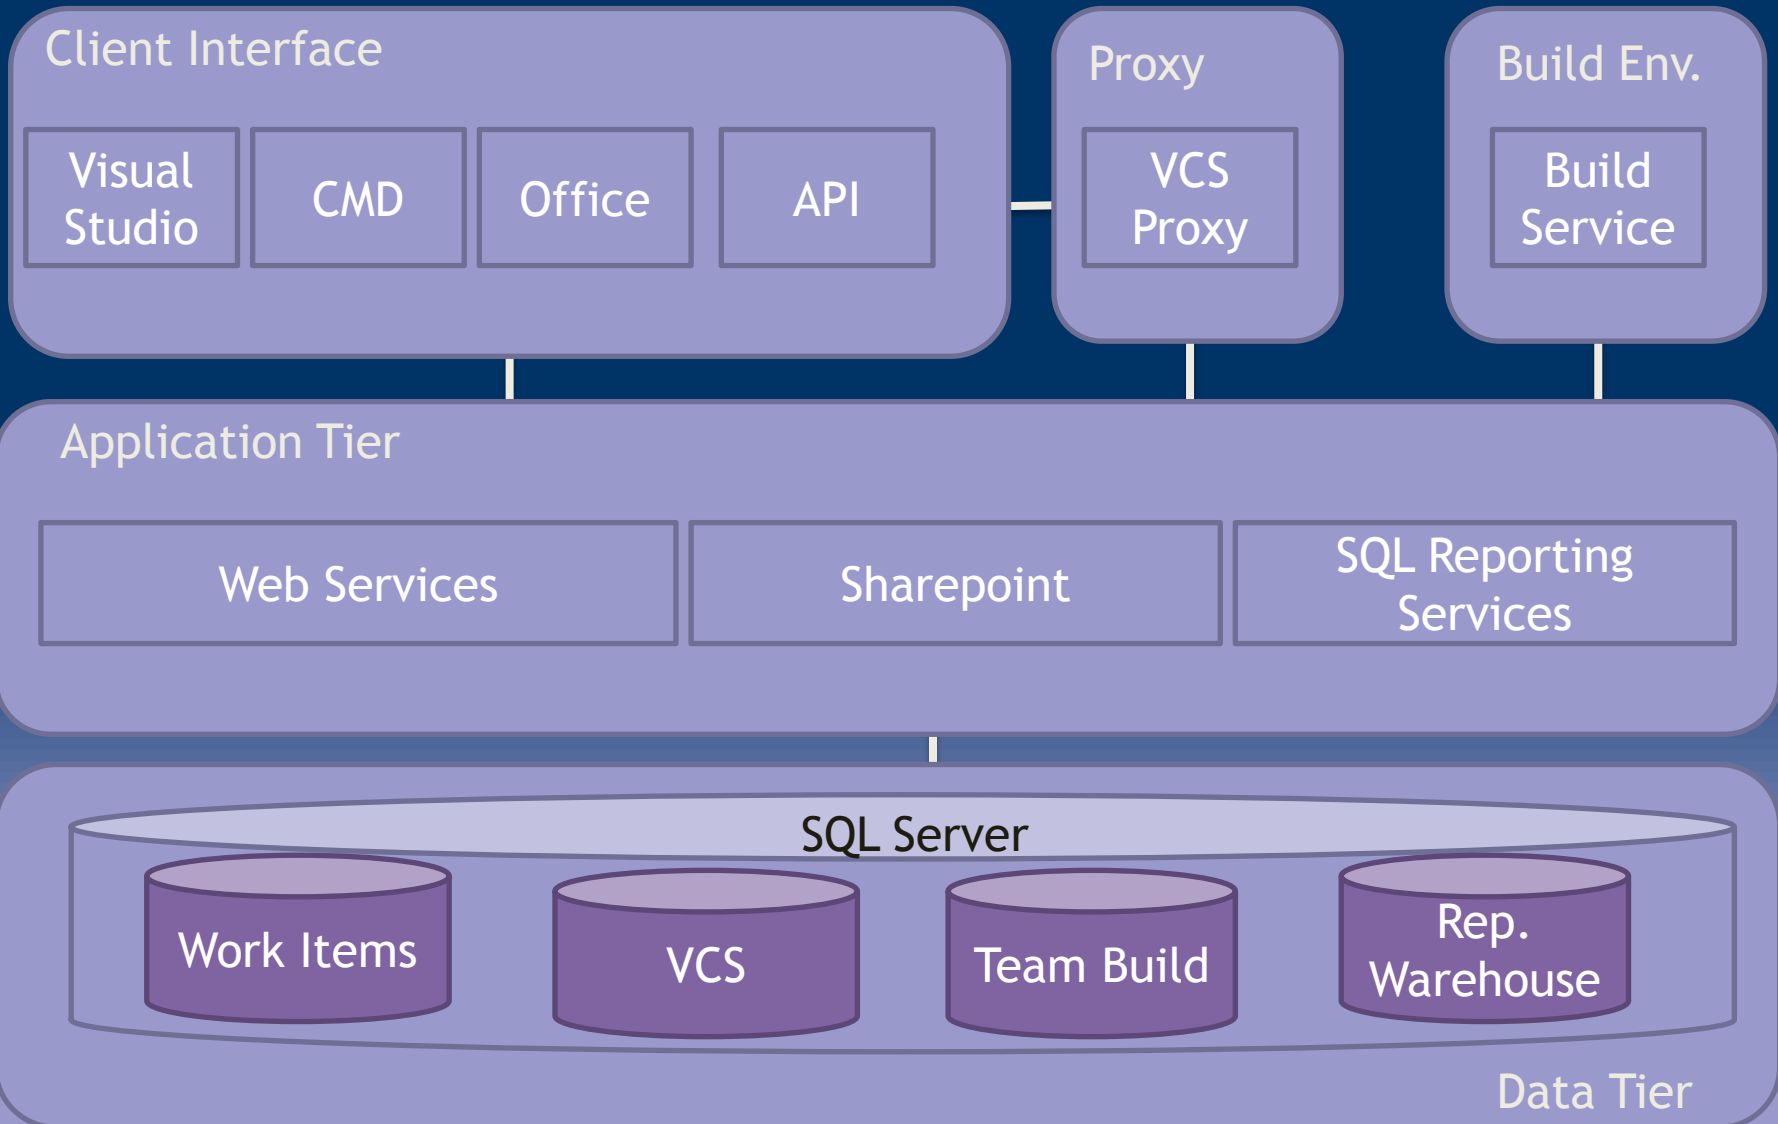 Client Interface
Visual
Studio
CMD
Office
API
Proxy
VCS
Proxy
Build Env.
Build
Service
Application Tier
Web Services
Sharepoint
SQL Reporting
Services
SQL Server
Work Items
VCS
Team Build
Rep.
Warehouse
Data Tier